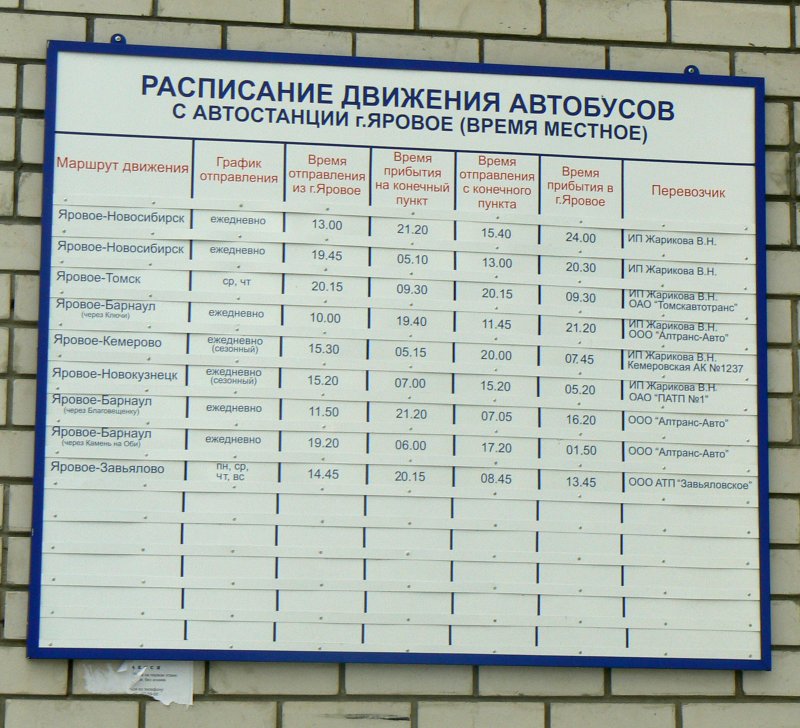 РАСПИСАНИЕ ДВИЖЕНИЯ АВТОБУСОВ
С АВТОСТАНЦИИ г.ЯРОВОЕ (ВРЕМЯ МЕСТНОЕ)
Маршрут движения График отправления Время отправления из г.Яровое Время прибытия на конечный пункт Время отправления с конечного пункта Время прибытия в г.Яровое Перевозчик
Яровое-Новосибирск ежедневно 13.00 21.20 15.40 24.00 ИП Жарикова В.Н.
Яровое-Новосибирск ежедневно 19.45 05.10 13.00 20.30 ИП Жарикова В.Н.
Яровое-Томск ср, чт 20.15 09.30 20.15 09.30 ИП Жарикова В.Н. ОАО "Томскавтотранс"
Яровое-Барнаул (через Ключи) ежедневно 10.00 19.40 11.45 21.20 ИП Жарикова В.Н. ООО "Алтранс-Авто"
Яровое-Кемерово ежедневно (сезонный) 15.30 05.15 20.00 07.45 ИП Жарикова В.Н. Кемеровская АК №1237
Яровое-Новокузнецк ежедневно (сезонный) 15.20 07.00 15.20 05.20 ИП Жарикова В.Н. ОАО "ПАТП №1"
Яровое-Барнаул (через Благовещенку) ежедневно 11.50 21.20 07.05 16.20 ООО "Алтранс-Авто"
Яровое-Барнаул (через Камень на Оби) ежедневно 19.20 06.00 17.20 01.50 ООО "Алтранс-Авто"
Яровое-Завьялово пн, ср, чт, вс 14.45 20.15 08.45 13.45 ООО АТП "Завьяловское"